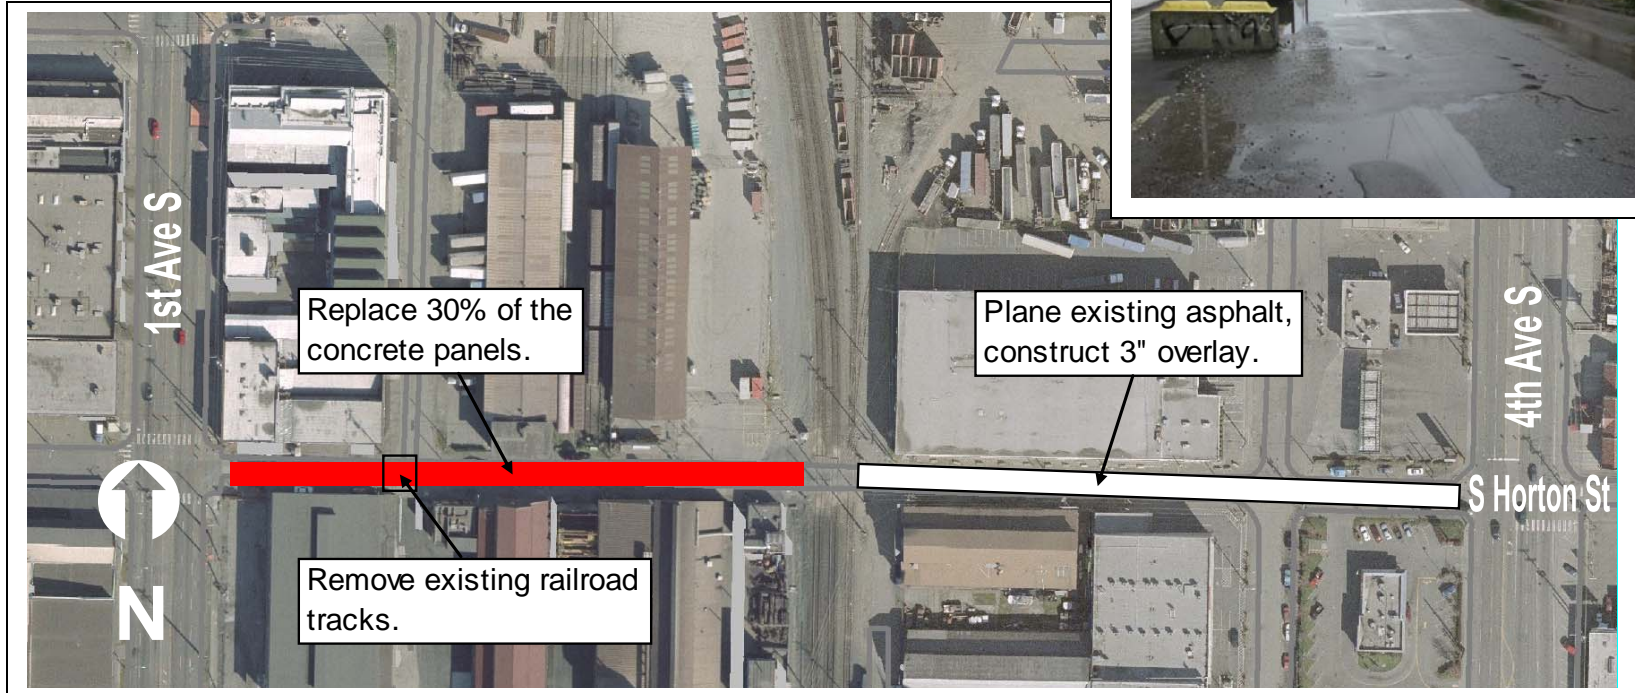 1st Ave S
Replace 30% of the
concrete panels.
Plane existing asphalt,
construct 3" overlay.
4th Ave S
S Horton St
Remove existing railroad
tracks.
N